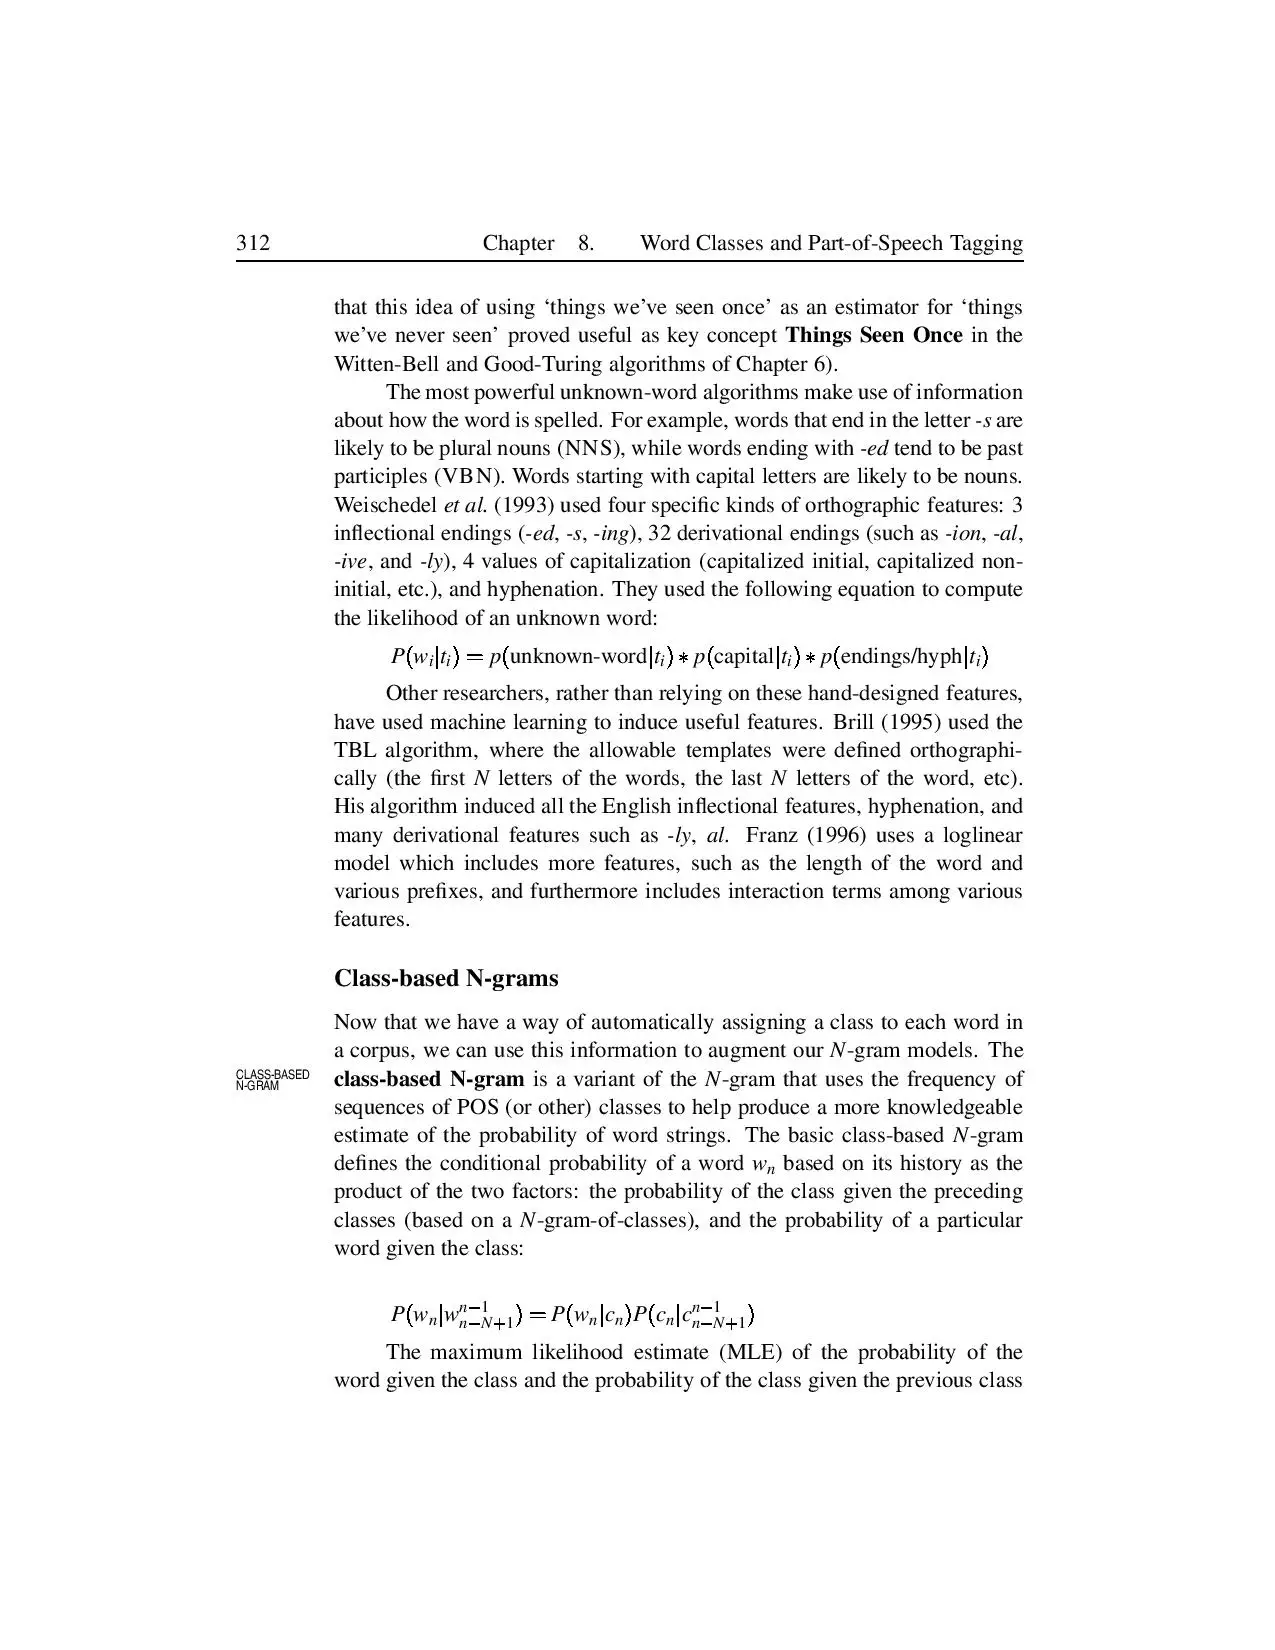 312 Chapter 8. Word Classes and Part-of-Speech Tagging
that this idea of using ‘things we’ve seen once’ as an estimator for ‘things
we’ve never seen’ proved useful as key concept Things Seen Once in the
Witten-Bell and Good-Turing algorithms of Chapter 6).
The most powerful unknown-word algorithms make use of information
about how the word is spelled. For example, words that end in the letter -s are
likely to be plural nouns (NNS), while words ending with -ed tend to be past
participles (VBN). Words starting with capital letters are likely to be nouns.
Weischedel et al. (1993) used four specific kinds of orthographic features: 3
inflectional endings (-ed, -s, -ing), 32 derivational endings (such as -ion, -al,
-ive, and -ly), 4 values of capitalization (capitalized initial, capitalized non-
initial, etc.), and hyphenation. They used the following equation to compute
the likelihood of an unknown word:
P(w_i|t_i) = p(unknown-word|t_i) * p(capital|t_i) * p(endings/hyph|t_i)
Other researchers, rather than relying on these hand-designed features,
have used machine learning to induce useful features. Brill (1995) used the
TBL algorithm, where the allowable templates were defined orthographi-
cally (the first N letters of the words, the last N letters of the word, etc).
His algorithm induced all the English inflectional features, hyphenation, and
many derivational features such as -ly, al. Franz (1996) uses a loglinear
model which includes more features, such as the length of the word and
various prefixes, and furthermore includes interaction terms among various
features.
Class-based N-grams
Now that we have a way of automatically assigning a class to each word in
a corpus, we can use this information to augment our N-gram models. The
CLASS-BASED
N-GRAM
class-based N-gram is a variant of the N-gram that uses the frequency of
sequences of POS (or other) classes to help produce a more knowledgeable
estimate of the probability of word strings. The basic class-based N-gram
defines the conditional probability of a word w_n based on its history as the
product of the two factors: the probability of the class given the preceding
classes (based on a N-gram-of-classes), and the probability of a particular
word given the class:
P(w_n|w_{n−N+1}^{n−1}) = P(w_n|c_n)P(c_n|c_{n−N+1}^{n−1})
The maximum likelihood estimate (MLE) of the probability of the
word given the class and the probability of the class given the previous class